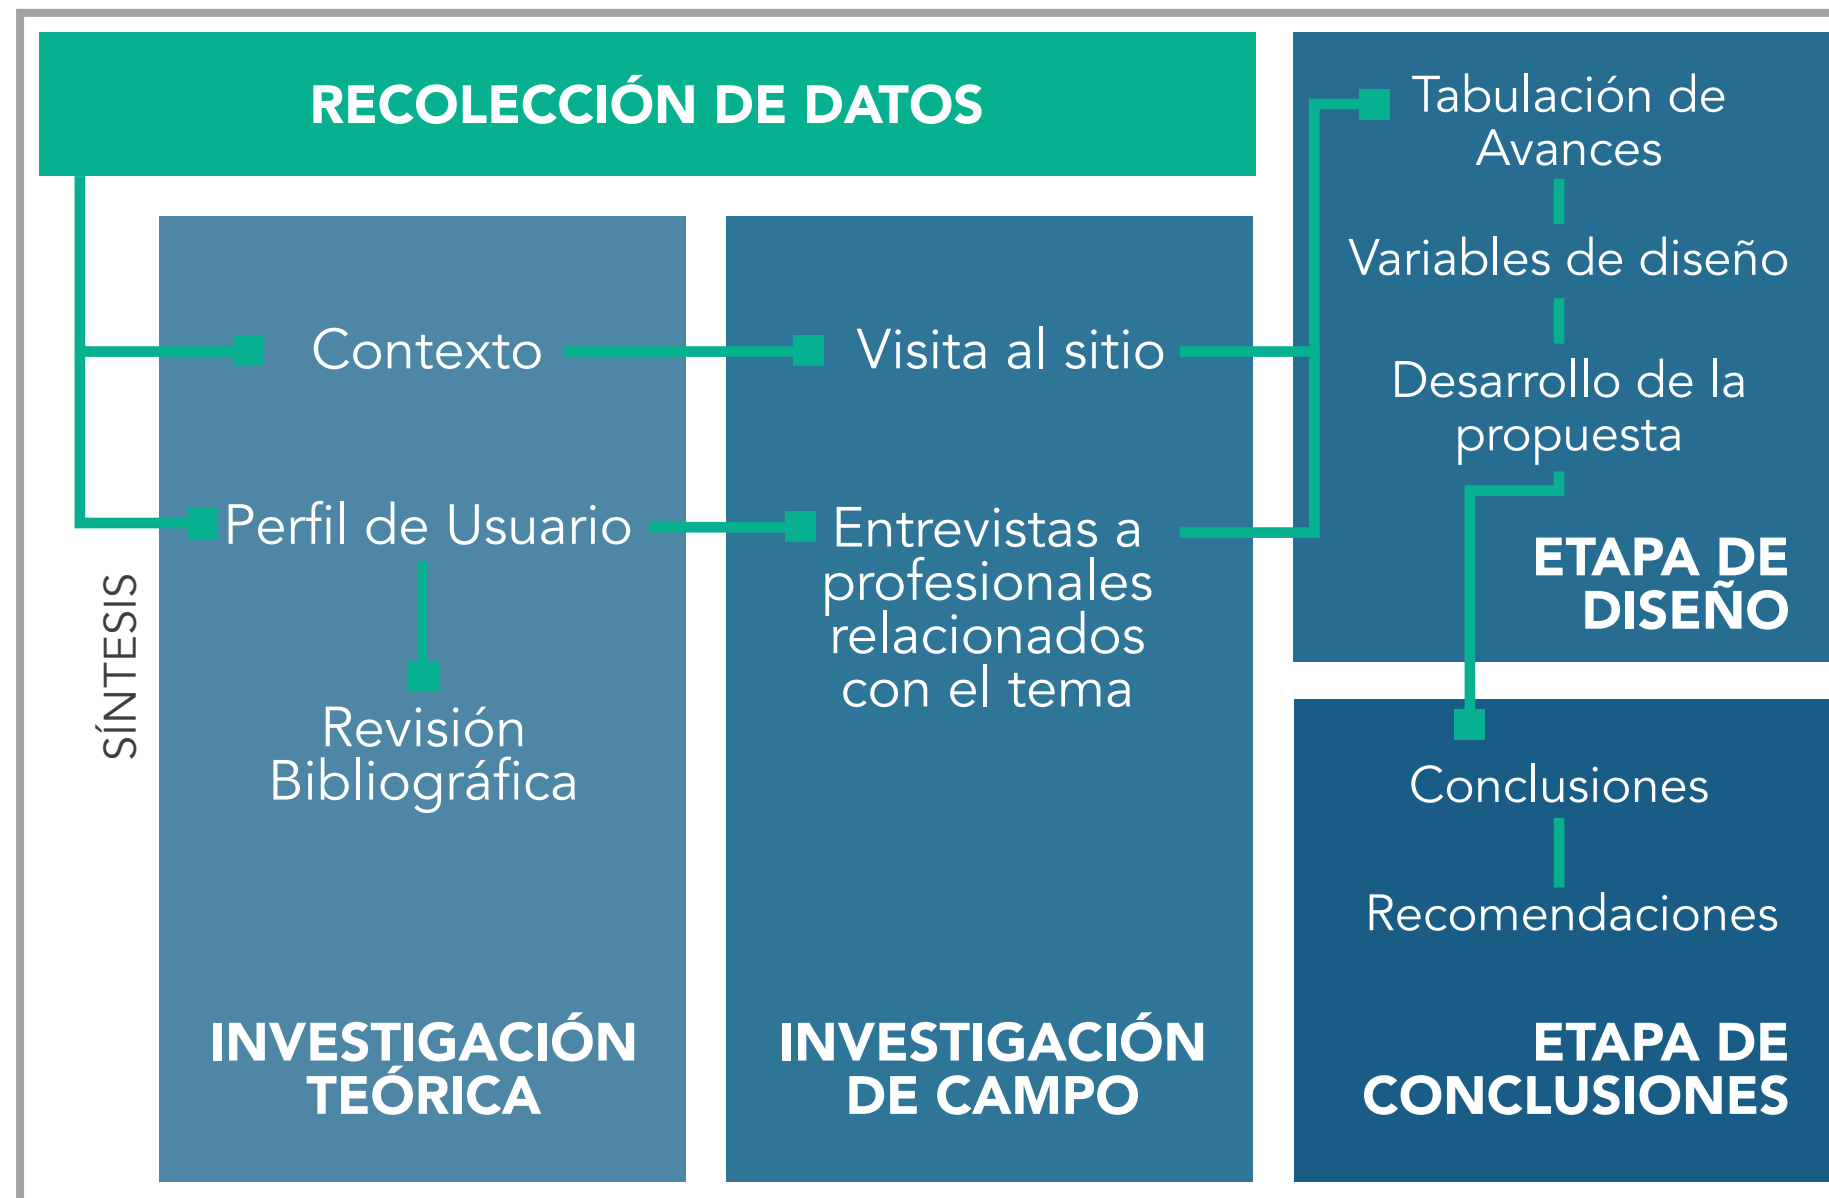 RECOLECCIÓN DE DATOS
SÍNTESIS
Contexto
Perfil de Usuario
Revisión
Bibliográfica
INVESTIGACIÓN
TEÓRICA
Visita al sitio
Entrevistas a
profesionales
relacionados
con el tema
INVESTIGACIÓN
DE CAMPO
Tabulación de
Avances
Variables de diseño
Desarrollo de la
propuesta
ETAPA DE
DISEÑO
Conclusiones
Recomendaciones
ETAPA DE
CONCLUSIONES